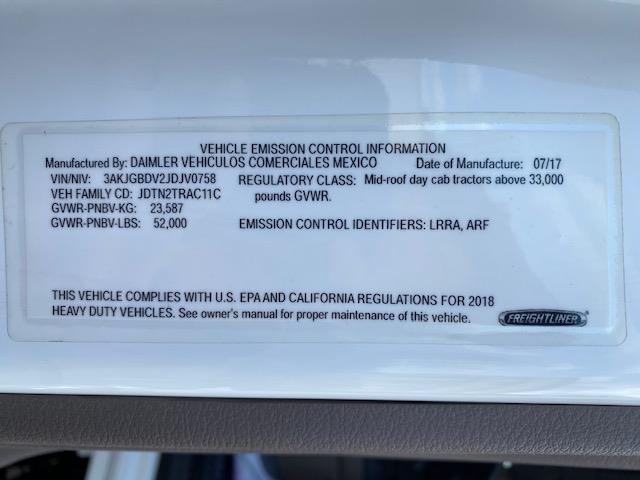 VEHICLE EMISSION CONTROL INFORMATION
Manufactured By: DAIMLER VEHICULOS COMERCIALES MEXICO Date of Manufacture: 07/17
VIN/NIV: 3AKJGBDV2JDJV0758 REGULATORY CLASS: Mid-roof day cab tractors above 33,000
VEH FAMILY CD: JDTN2TRAC11C pounds GVWR.
GVWR-PNBV-KG: 23,587
GVWR-PNBV-LBS: 52,000 EMISSION CONTROL IDENTIFIERS: LRRA, ARF
THIS VEHICLE COMPLIES WITH U.S. EPA AND CALIFORNIA REGULATIONS FOR 2018
HEAVY DUTY VEHICLES. See owner's manual for proper maintenance of this vehicle. FREIGHTLINER